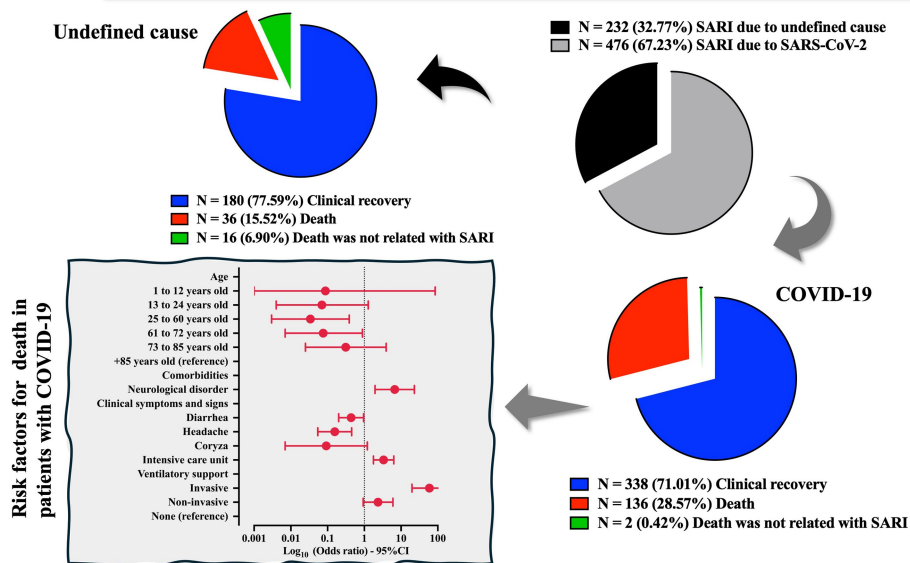 Undefined cause
N = 232 (32.77%) SARI due to undefined cause
N = 476 (67.23%) SARI due to SARS-CoV-2
N = 180 (77.59%) Clinical recovery
N = 36 (15.52%) Death
N = 16 (6.90%) Death was not related with SARI
COVID-19
N = 338 (71.01%) Clinical recovery
N = 136 (28.57%) Death
N = 2 (0.42%) Death was not related with SARI
Risk factors for death in
patients with COVID-19
Age
1 to 12 years old
13 to 24 years old
25 to 60 years old
61 to 72 years old
73 to 85 years old
+85 years old (reference)
Comorbidities
Neurological disorder
Clinical symptoms and signs
Diarrhea
Headache
Coryza
Intensive care unit
Ventilatory support
Invasive
Non-invasive
None (reference)
0.001 0.01 0.1 1 10 100
Log10 (Odds ratio) - 95%CI